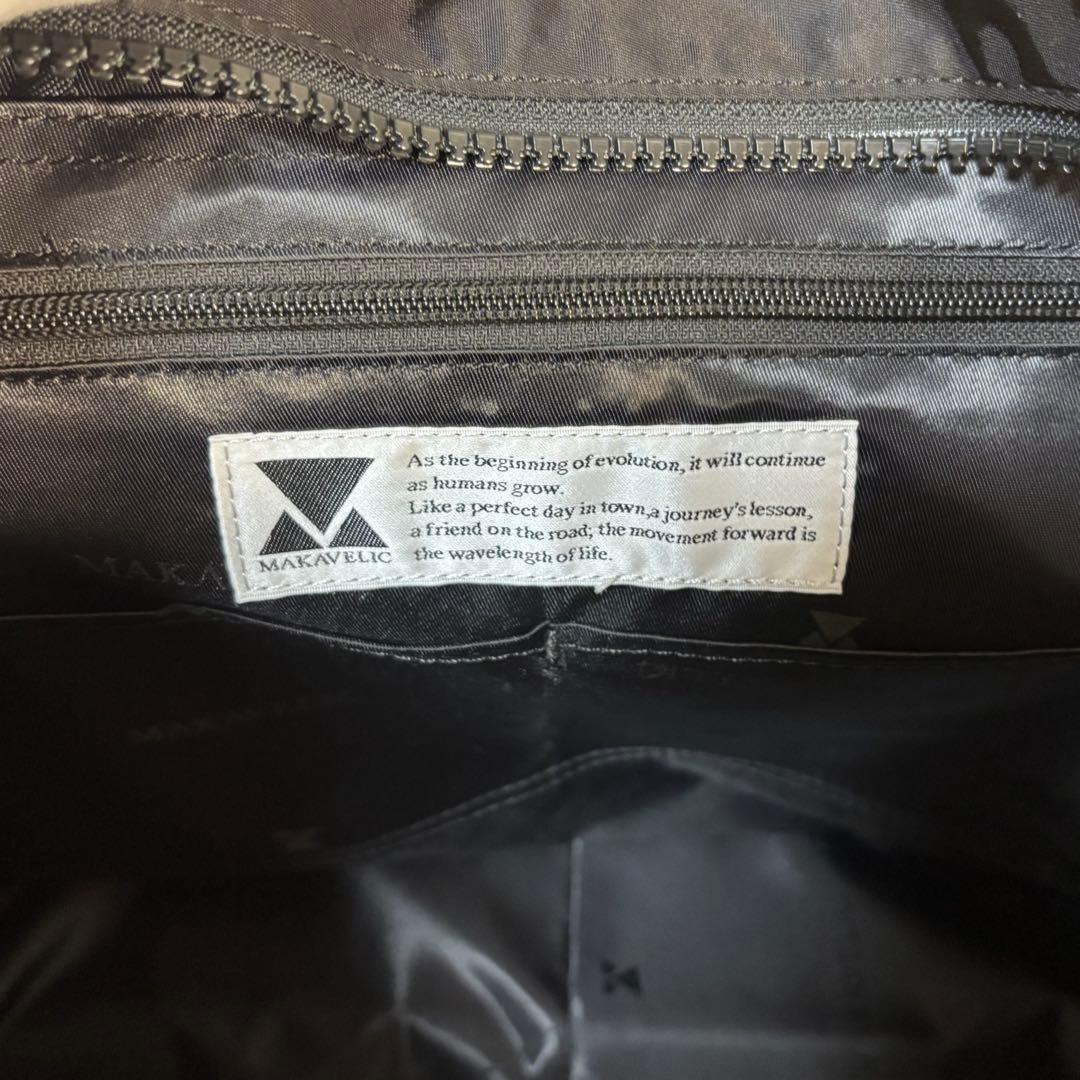 As the beginning of evolution, it will continue
as humans grow.
Like a perfect day in town,a journey's lesson,
a friend on the road; the movement forward is
the wavelength of life.
MAKAVELIC